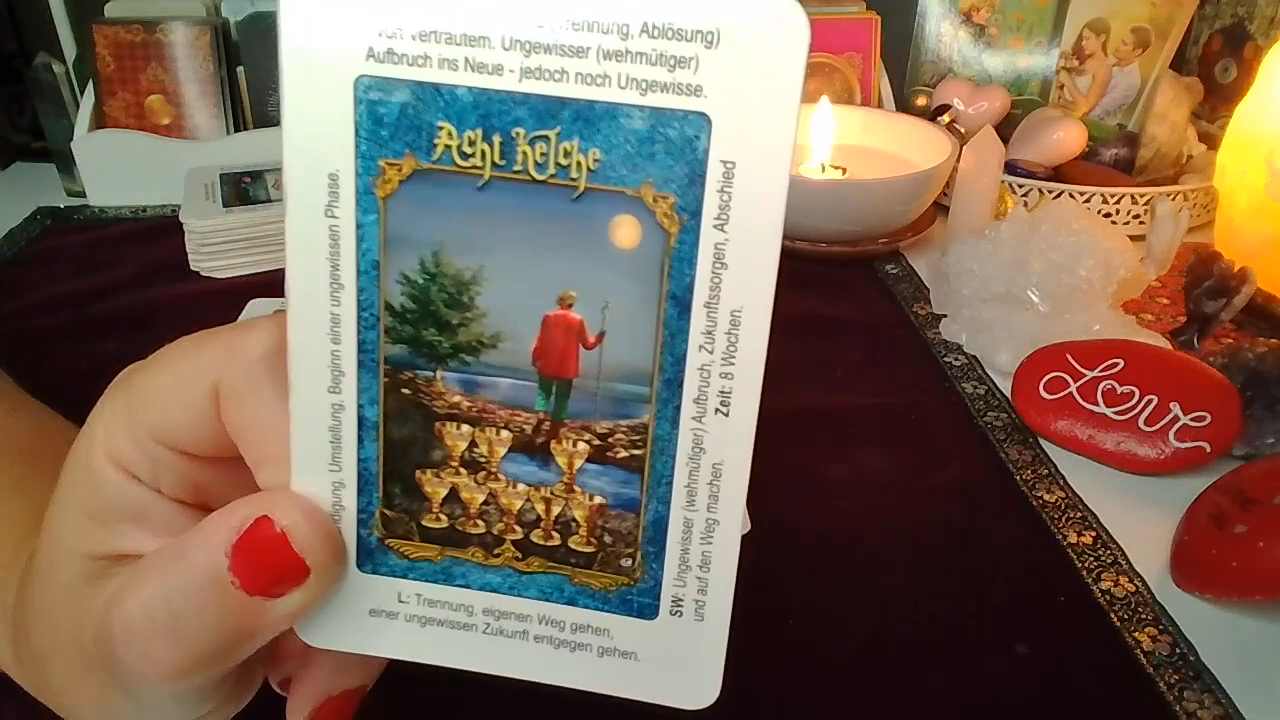 Trennung, Ablösung)
von Vertrautem. Ungewisser (wehmütiger)
Aufbruch ins Neue - jedoch noch Ungewisse.
Acht Kelche
Umstellung, Beginn einer ungewissen Phase.
SW: Ungewisser (wehmütiger) Aufbruch, Zukunftssorgen, Abschied
und auf den Weg machen. Zeit: 8 Wochen.
L: Trennung, eigenen Weg gehen,
einer ungewissen Zukunft entgegen gehen.
Love